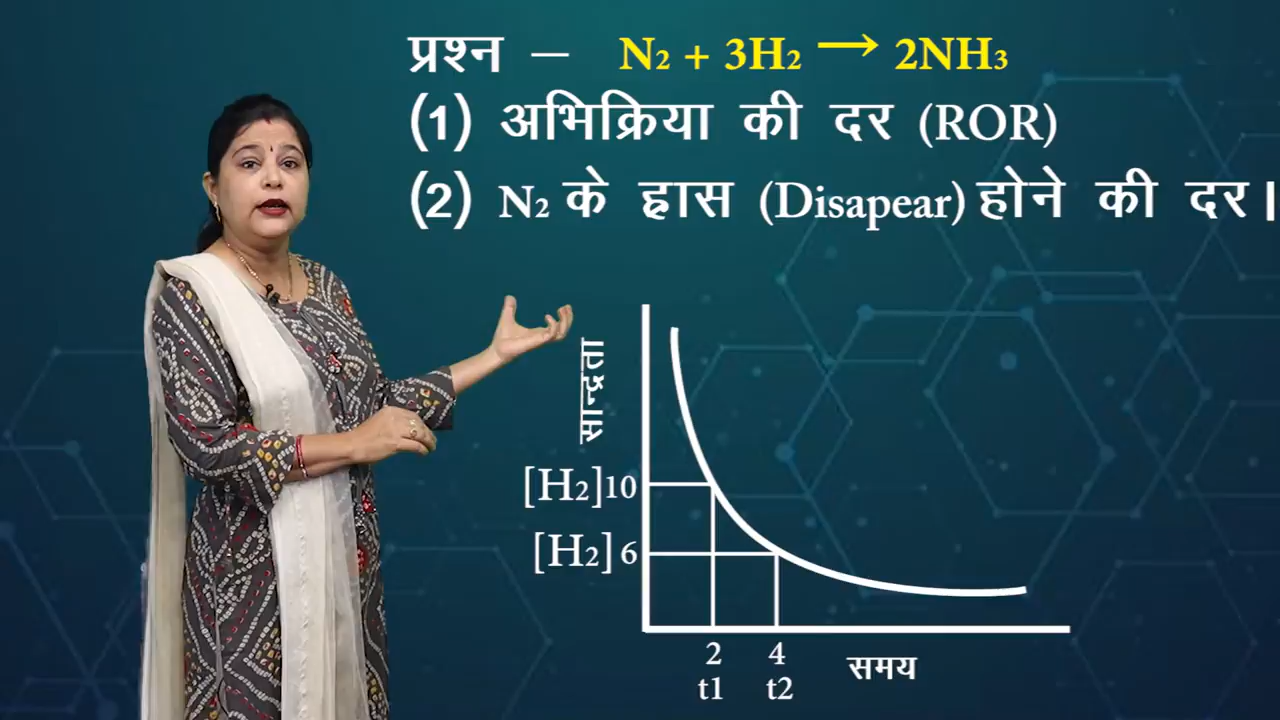 प्रश्न – N₂ + 3H₂ → 2NH₃
(1) अभिक्रिया की दर (ROR)
(2) N₂ के ह्रास (Disapear) होने की दर।
सान्द्रता
[H₂]10
[H₂] 6
2 4
t1 t2
समय